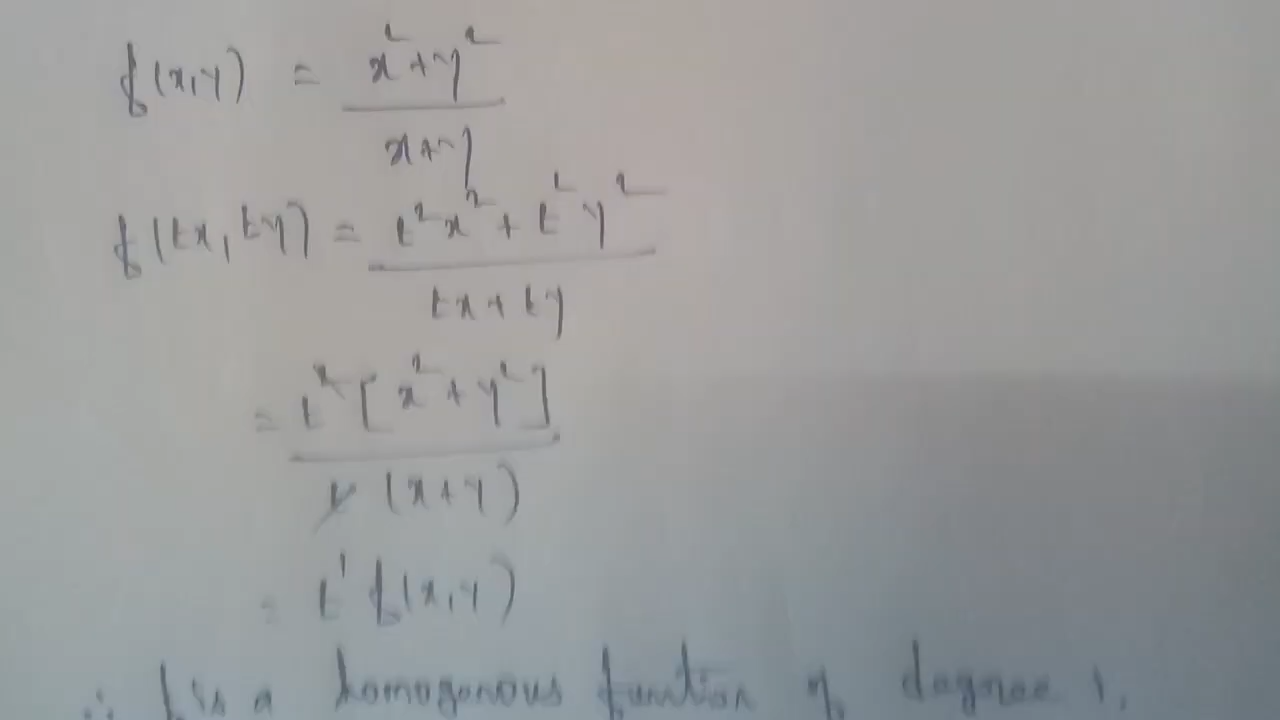 f(x,y) = x²+y² / x+y
f(tx, ty) = t²x² + t²y² / tx + ty
= t² [x² + y²] / t (x+y)
= t¹ f(x,y)
∴ f is a homogenous function of degree 1.